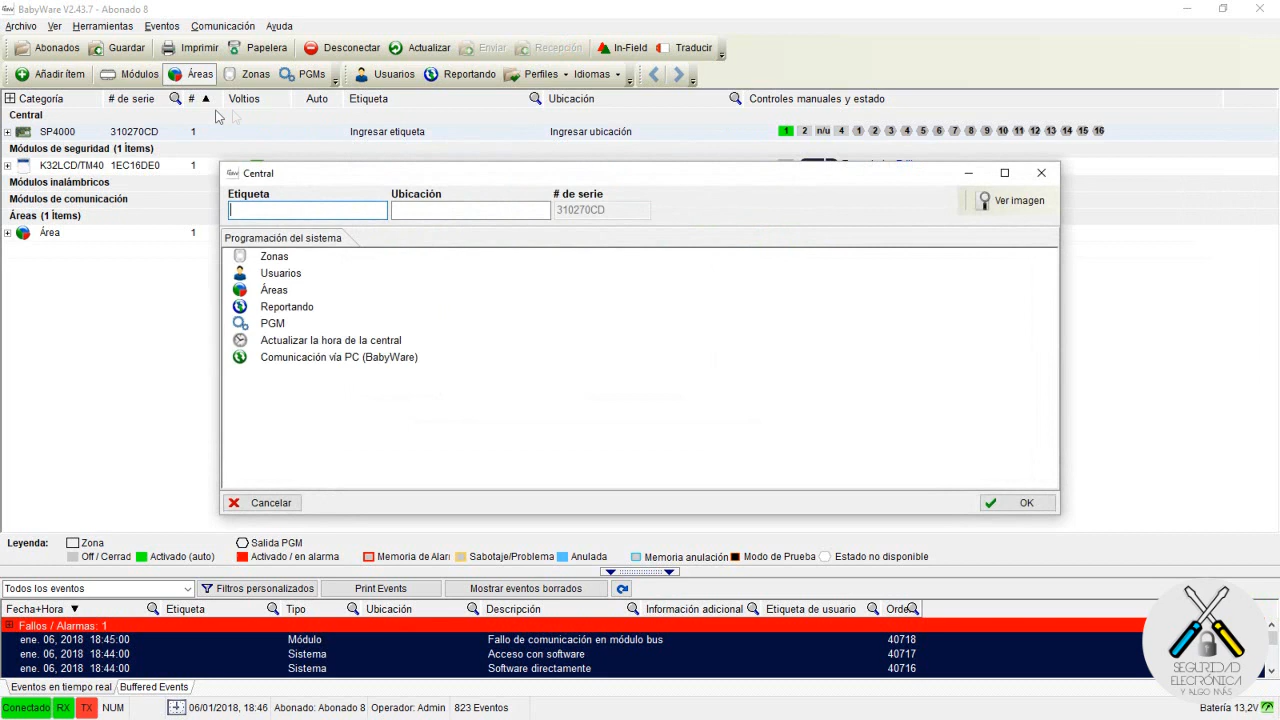 BabyWare V2.43.7 - Abonado 8
Archivo Ver Herramientas Eventos Comunicación Ayuda
Abonados Guardar Imprimir Papelera Desconectar Actualizar Enviar Recepción In-Field Traducir
Añadir ítem Módulos Áreas Zonas PGMs Usuarios Reportando Perfiles Idiomas
Categoría # de serie # Voltios Auto Etiqueta Ubicación Controles manuales y estado
Central
SP4000 310270CD 1 Ingresar etiqueta Ingresar ubicación 1 2 n/u 4 1 2 3 4 5 6 7 8 9 10 11 12 13 14 15 16
Módulos de seguridad (1 Ítems)
K32LCD/TM40 1EC16DE0 1
Módulos inalámbricos
Módulos de comunicación
Áreas (1 Ítems)
Área 1
Central
Etiqueta Ubicación # de serie
310270CD
Ver imagen
Programación del sistema
Zonas
Usuarios
Áreas
Reportando
PGM
Actualizar la hora de la central
Comunicación vía PC (BabyWare)
Cancelar OK
Leyenda: Zona Salida PGM
Off / Cerrad Activado (auto) Activado / en alarma Memoria de Alar Sabotaje/Problema Anulada Memoria anulación Modo de Prueba Estado no disponible
Todos los eventos Filtros personalizados Print Events Mostrar eventos borrados
Fecha+Hora Etiqueta Tipo Ubicación Descripción Información adicional Etiqueta de usuario Orde
Fallos / Alarmas: 1
ene. 06, 2018 18:45:00 Módulo Fallo de comunicación en módulo bus 40718
ene. 06, 2018 18:44:00 Sistema Acceso con software 40717
ene. 06, 2018 18:44:00 Sistema Software directamente 40716
Eventos en tiempo real Buffered Events
Conectado RX TX NUM 06/01/2018, 18:46 Abonado: Abonado 8 Operador: Admin 823 Eventos Batería 13,2V
SEGURIDAD
ELECTRÓNICA
Y ALGO MÁS